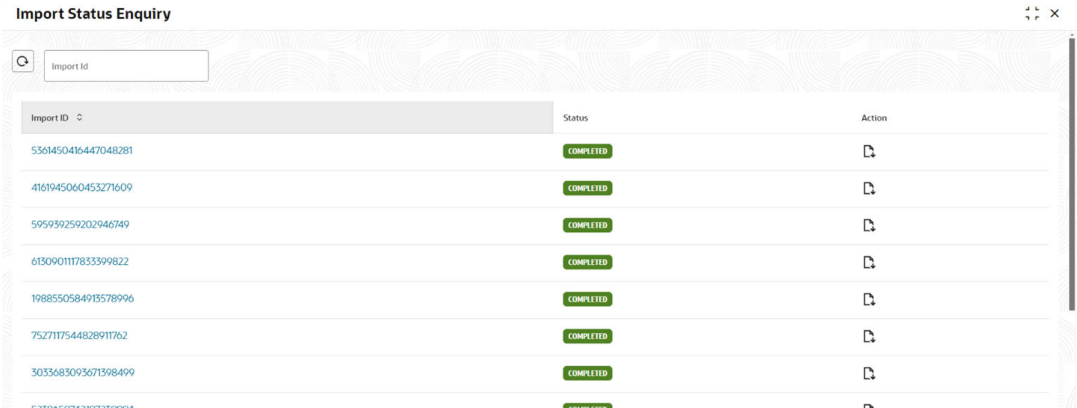 Import Status Enquiry
Import Id
Import ID Status Action
5361450416447048281 COMPLETED
4161945060453271609 COMPLETED
595939259202946749 COMPLETED
6130901117833399822 COMPLETED
1988550584913578996 COMPLETED
7527117544828911762 COMPLETED
3033683093671398499 COMPLETED